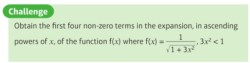 Challenge
Obtain the first four non-zero terms in the expansion, in ascending
powers of x, of the function f(x) where f(x) = 1/√(1 + 3x²), 3x² < 1